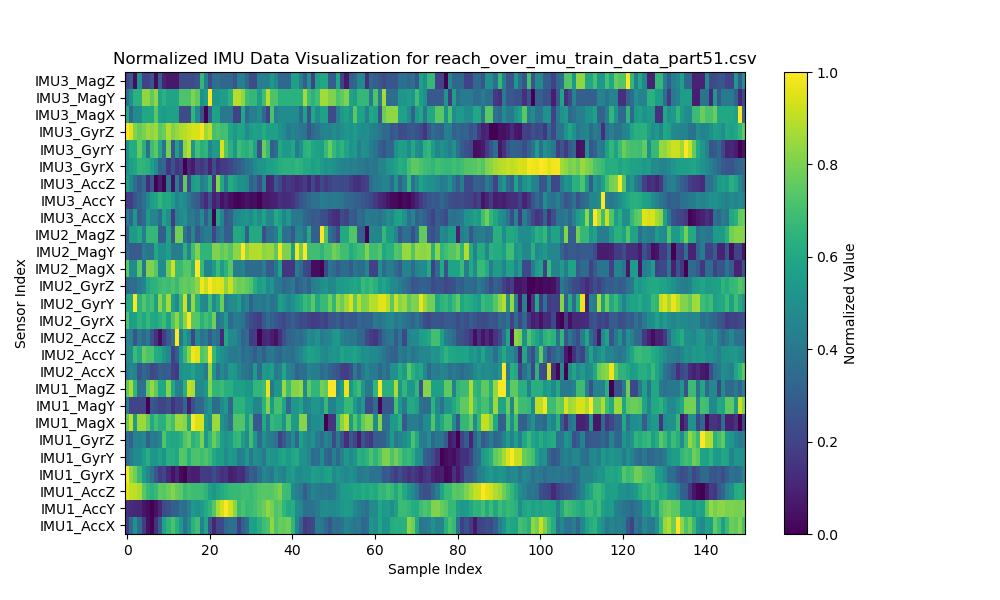 Normalized IMU Data Visualization for reach_over_imu_train_data_part51.csv
IMU3_MagZ
IMU3_MagY
IMU3_MagX
IMU3_GyrZ
IMU3_GyrY
IMU3_GyrX
IMU3_AccZ
IMU3_AccY
IMU3_AccX
IMU2_MagZ
IMU2_MagY
IMU2_MagX
IMU2_GyrZ
IMU2_GyrY
IMU2_GyrX
IMU2_AccZ
IMU2_AccY
IMU2_AccX
IMU1_MagZ
IMU1_MagY
IMU1_MagX
IMU1_GyrZ
IMU1_GyrY
IMU1_GyrX
IMU1_AccZ
IMU1_AccY
IMU1_AccX
Sensor Index
0 20 40 60 80 100 120 140
Sample Index
1.0
0.8
0.6
0.4
0.2
0.0
Normalized Value